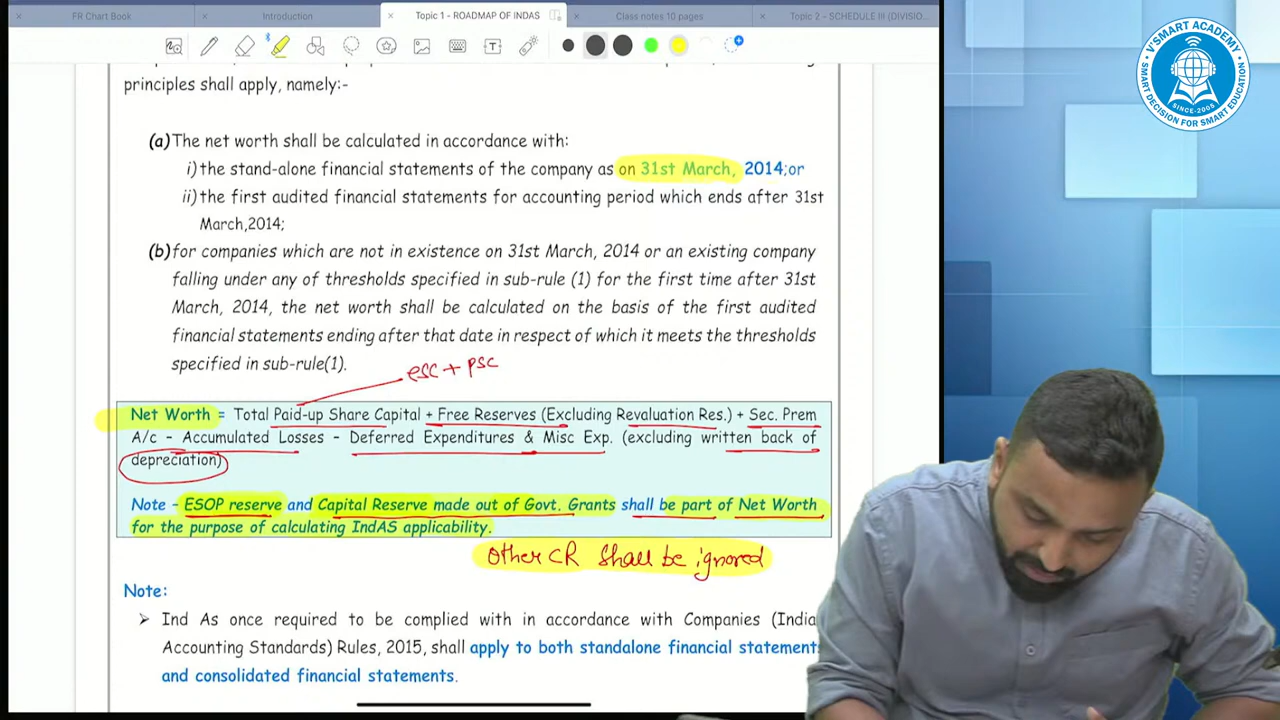 FR Chart Book
Introduction
Topic 1 - ROADMAP OF INDAS
Class notes 10 pages
Topic 2 - SCHEDULE III (DIVISIO...
principles shall apply, namely:-
(a) The net worth shall be calculated in accordance with:
i) the stand-alone financial statements of the company as on 31st March, 2014;or
ii) the first audited financial statements for accounting period which ends after 31st
March,2014;
(b) for companies which are not in existence on 31st March, 2014 or an existing company
falling under any of thresholds specified in sub-rule (1) for the first time after 31st
March, 2014, the net worth shall be calculated on the basis of the first audited
financial statements ending after that date in respect of which it meets the thresholds
specified in sub-rule(1).
esc + psc
Net Worth = Total Paid-up Share Capital + Free Reserves (Excluding Revaluation Res.) + Sec. Prem
A/c - Accumulated Losses - Deferred Expenditures & Misc Exp. (excluding written back of
depreciation)
Note - ESOP reserve and Capital Reserve made out of Govt. Grants shall be part of Net Worth
for the purpose of calculating IndAS applicability.
Other CR shall be ignored
Note:
➤ Ind As once required to be complied with in accordance with Companies (India
Accounting Standards) Rules, 2015, shall apply to both standalone financial statement
and consolidated financial statements.
V'SMART ACADEMY
SMART DECISION FOR SMART EDUCATION
SINCE-2005